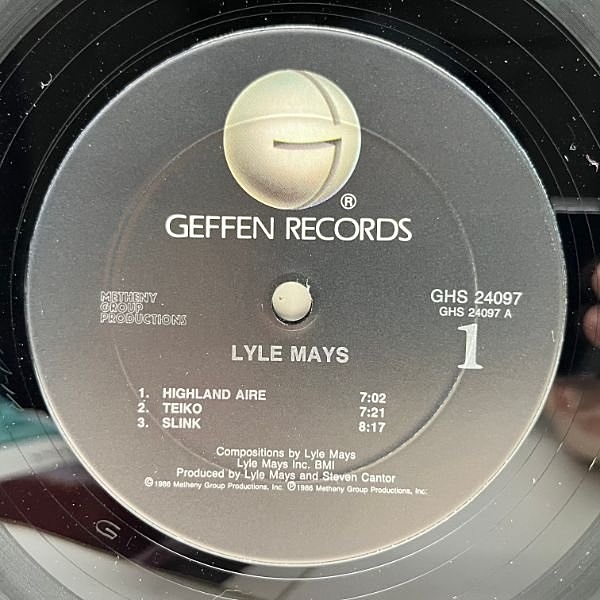 G
®
GEFFEN RECORDS
METHENY
GROUP
PRODUCTIONS
GHS 24097
GHS 24097 A
1
LYLE MAYS
1. HIGHLAND AIRE 7:02
2. TEIKO 7:21
3. SLINK 8:17
Compositions by Lyle Mays
Lyle Mays Inc. BMI
Produced by Lyle Mays and Steven Cantor
©1986 Metheny Group Productions, Inc. ℗1986 Metheny Group Productions, Inc.
G